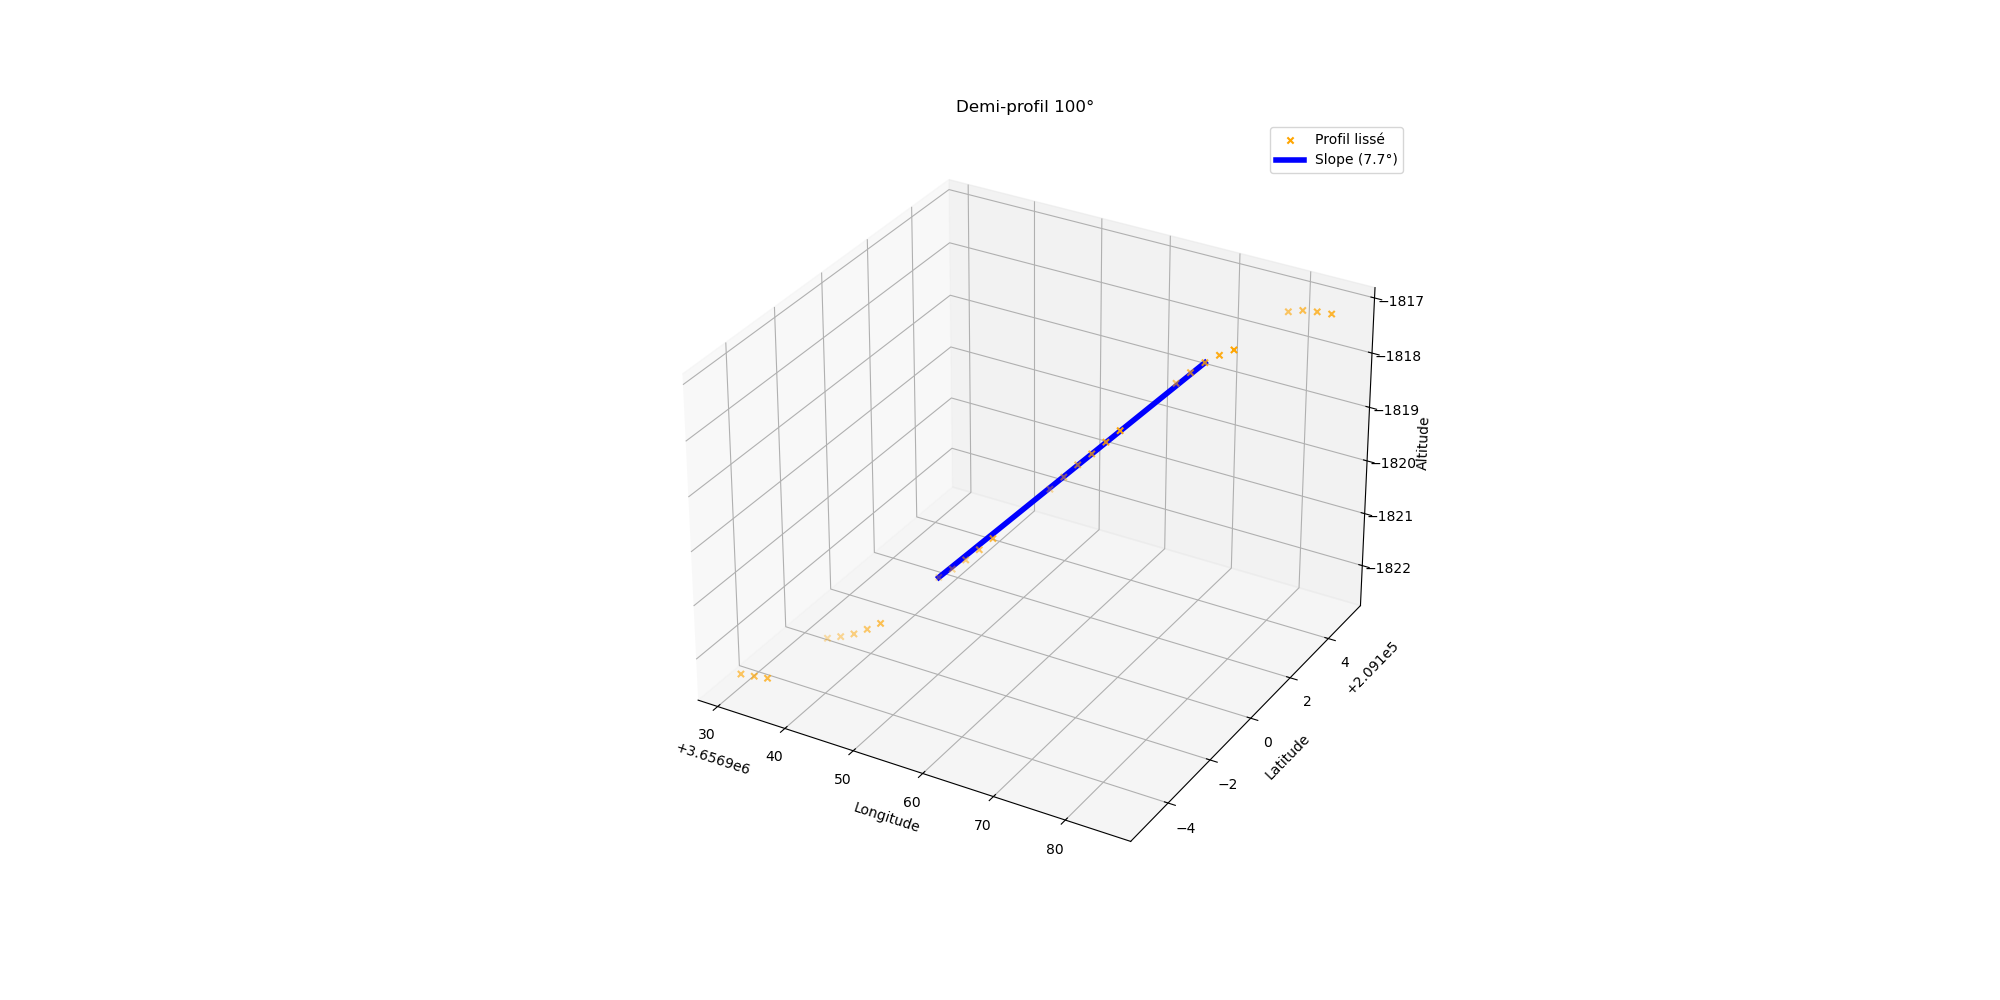 Demi-profil 100°
Profil lissé
Slope (7.7°)
−1817
−1818
−1819
−1820
−1821
−1822
Altitude
4
2
0
−2
−4
+2.091e5
Latitude
30
40
50
60
70
80
+3.6569e6
Longitude